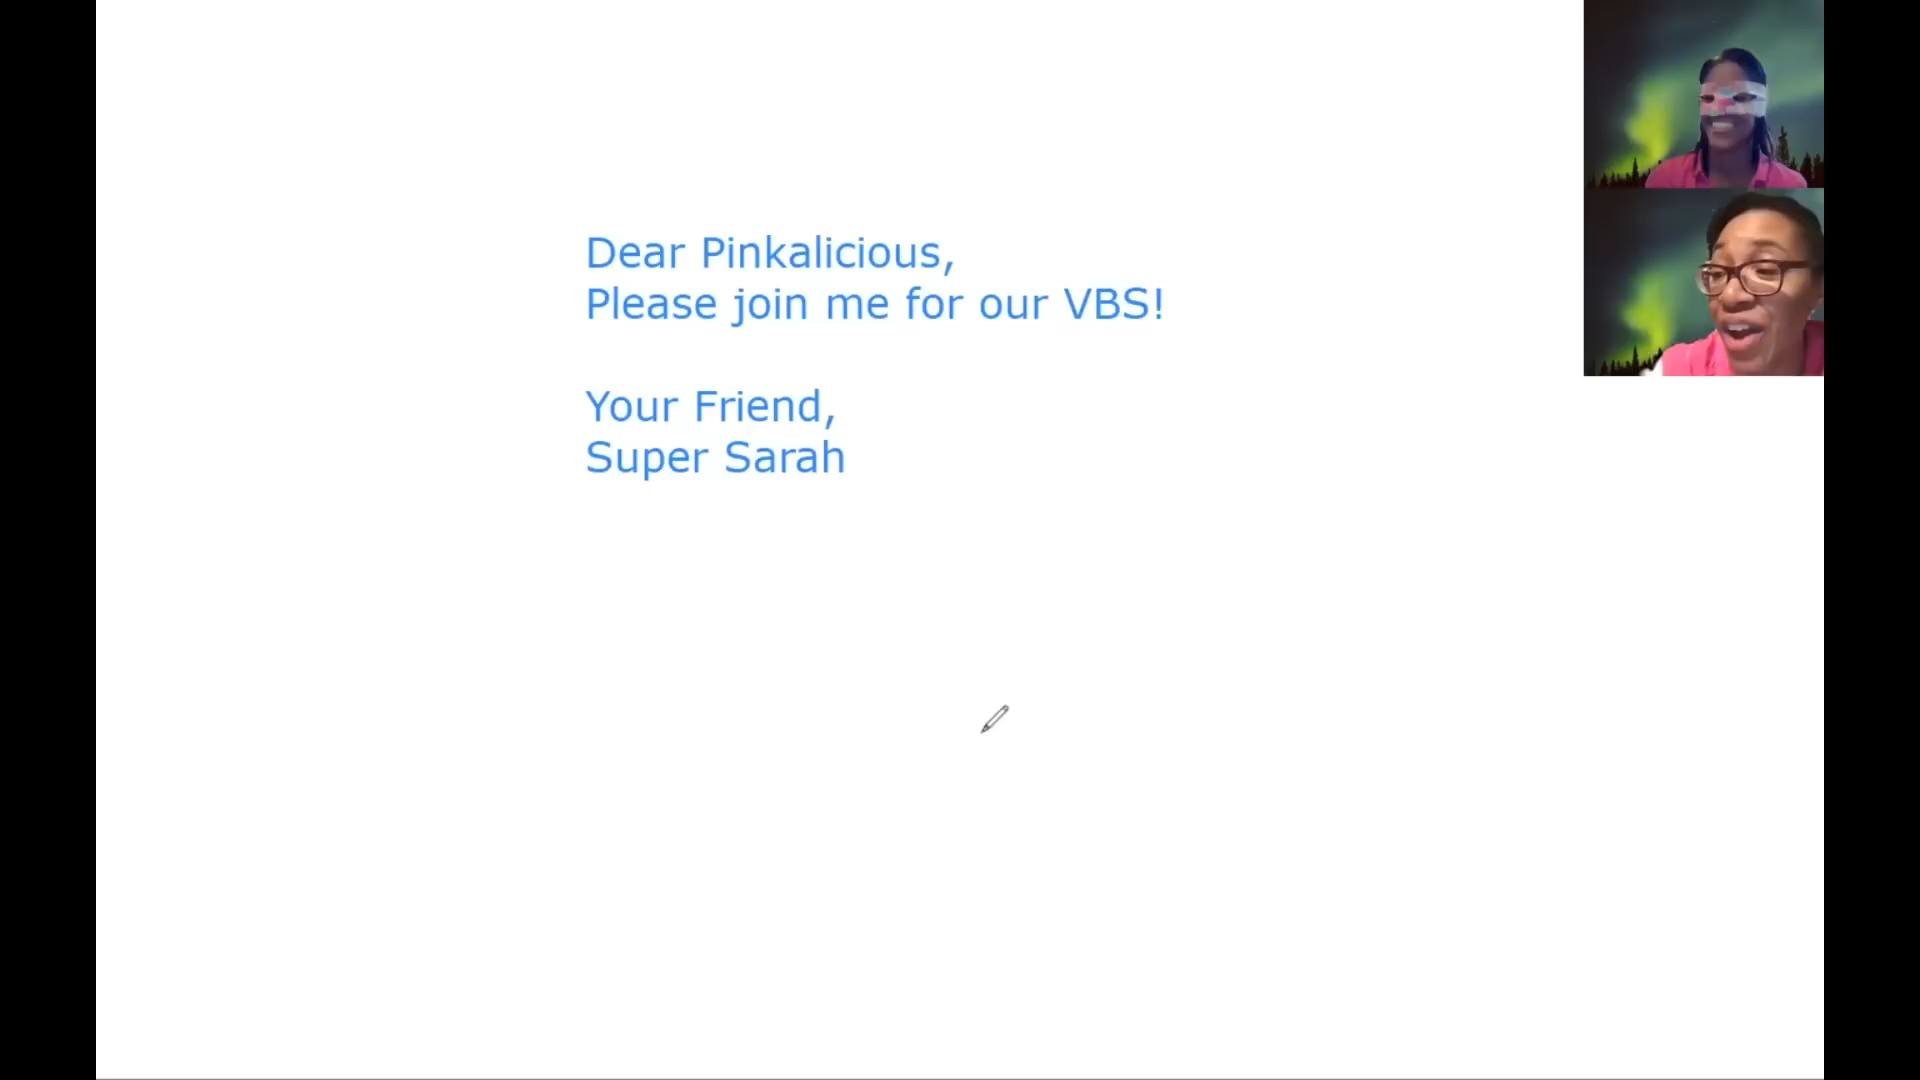 Dear Pinkalicious,
Please join me for our VBS!
Your Friend,
Super Sarah